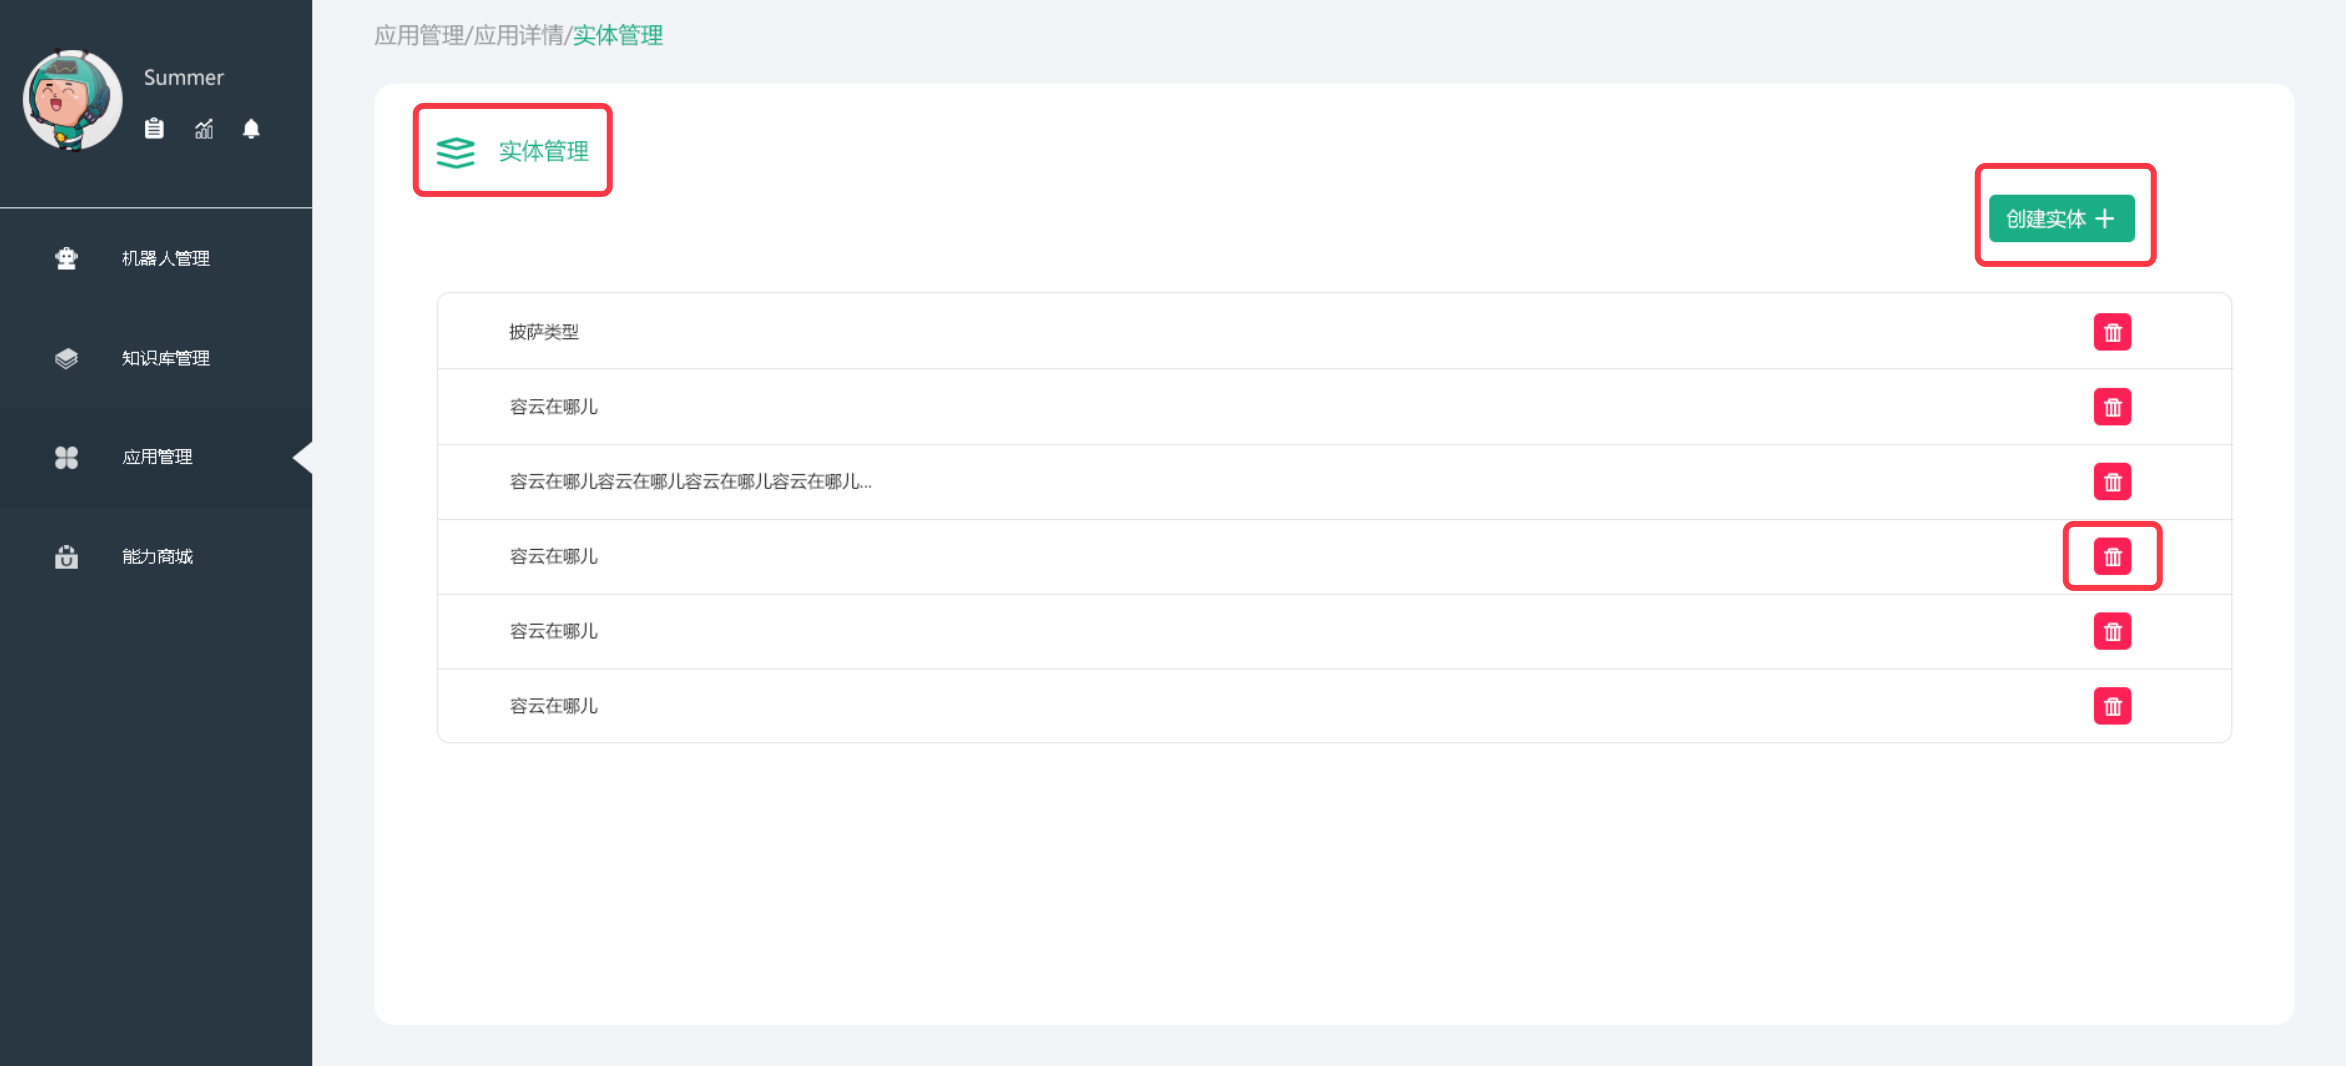 应用管理/应用详情/实体管理
Summer
实体管理
创建实体
机器人管理
知识库管理
应用管理
能力商城
披萨类型
容云在哪儿
容云在哪儿容云在哪儿容云在哪儿容云在哪儿...
容云在哪儿
容云在哪儿
容云在哪儿